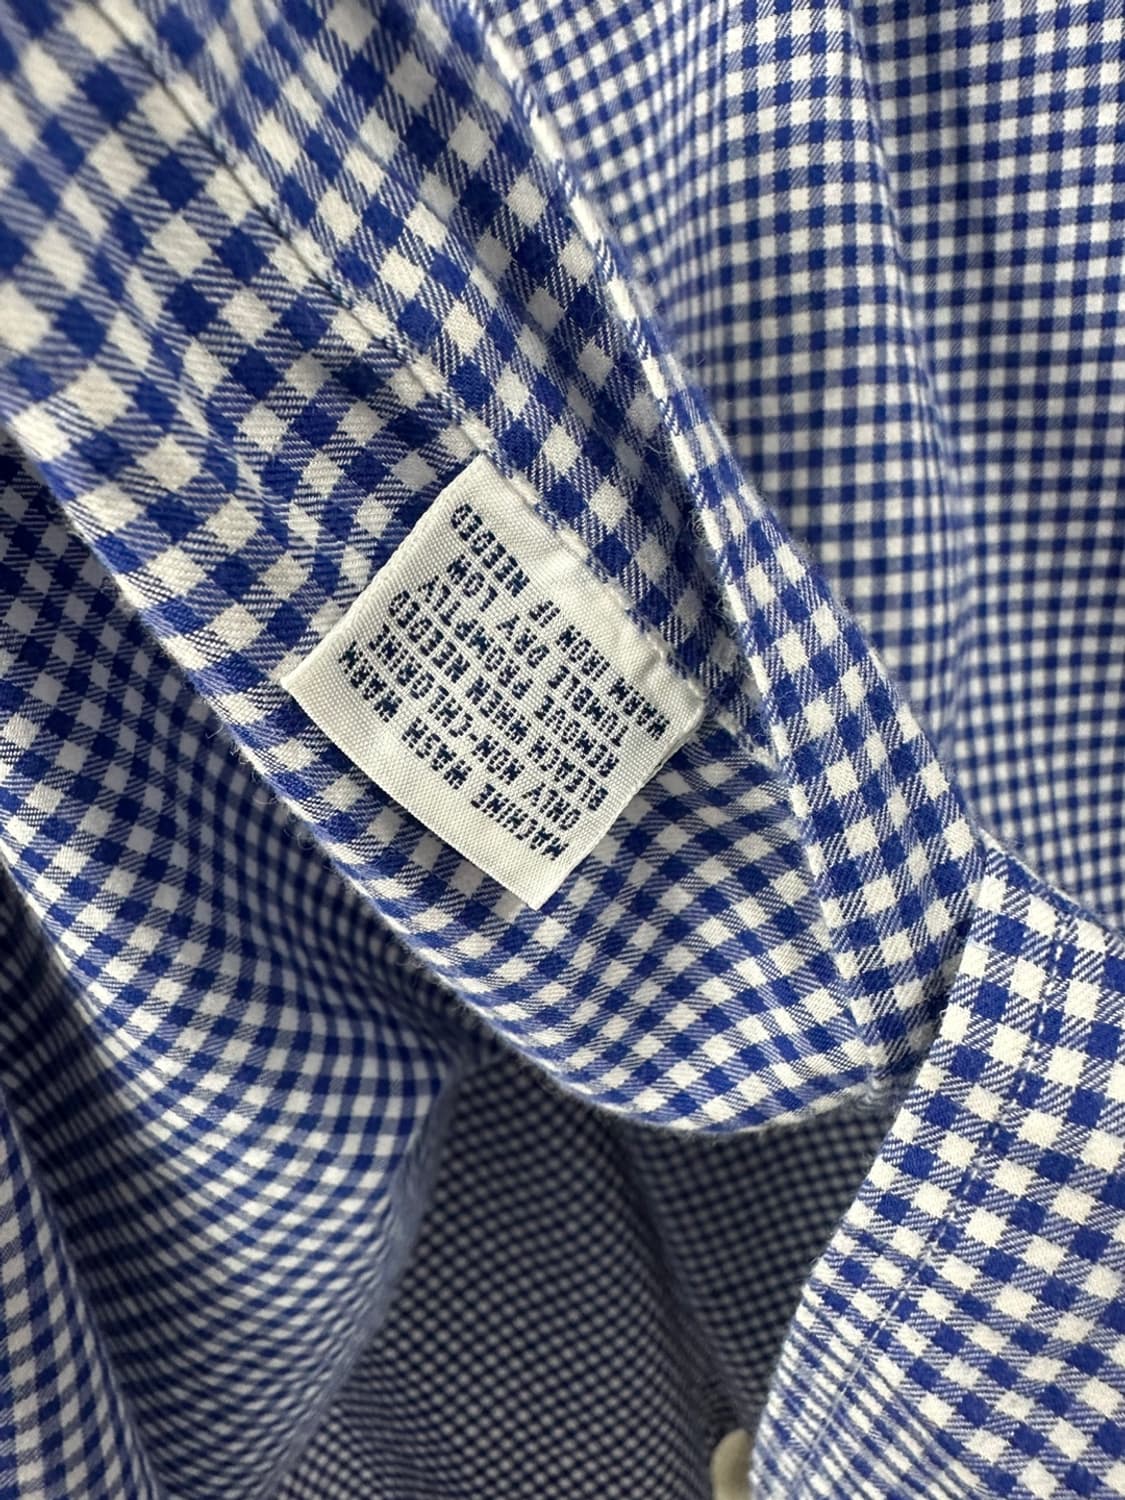 MACHINE WASH WARM
ONLY NON-CHLORINE
BLEACH WHEN NEEDED
REMOVE PROMPTLY
TUMBLE DRY LOW
WARM IRON IF NEEDED